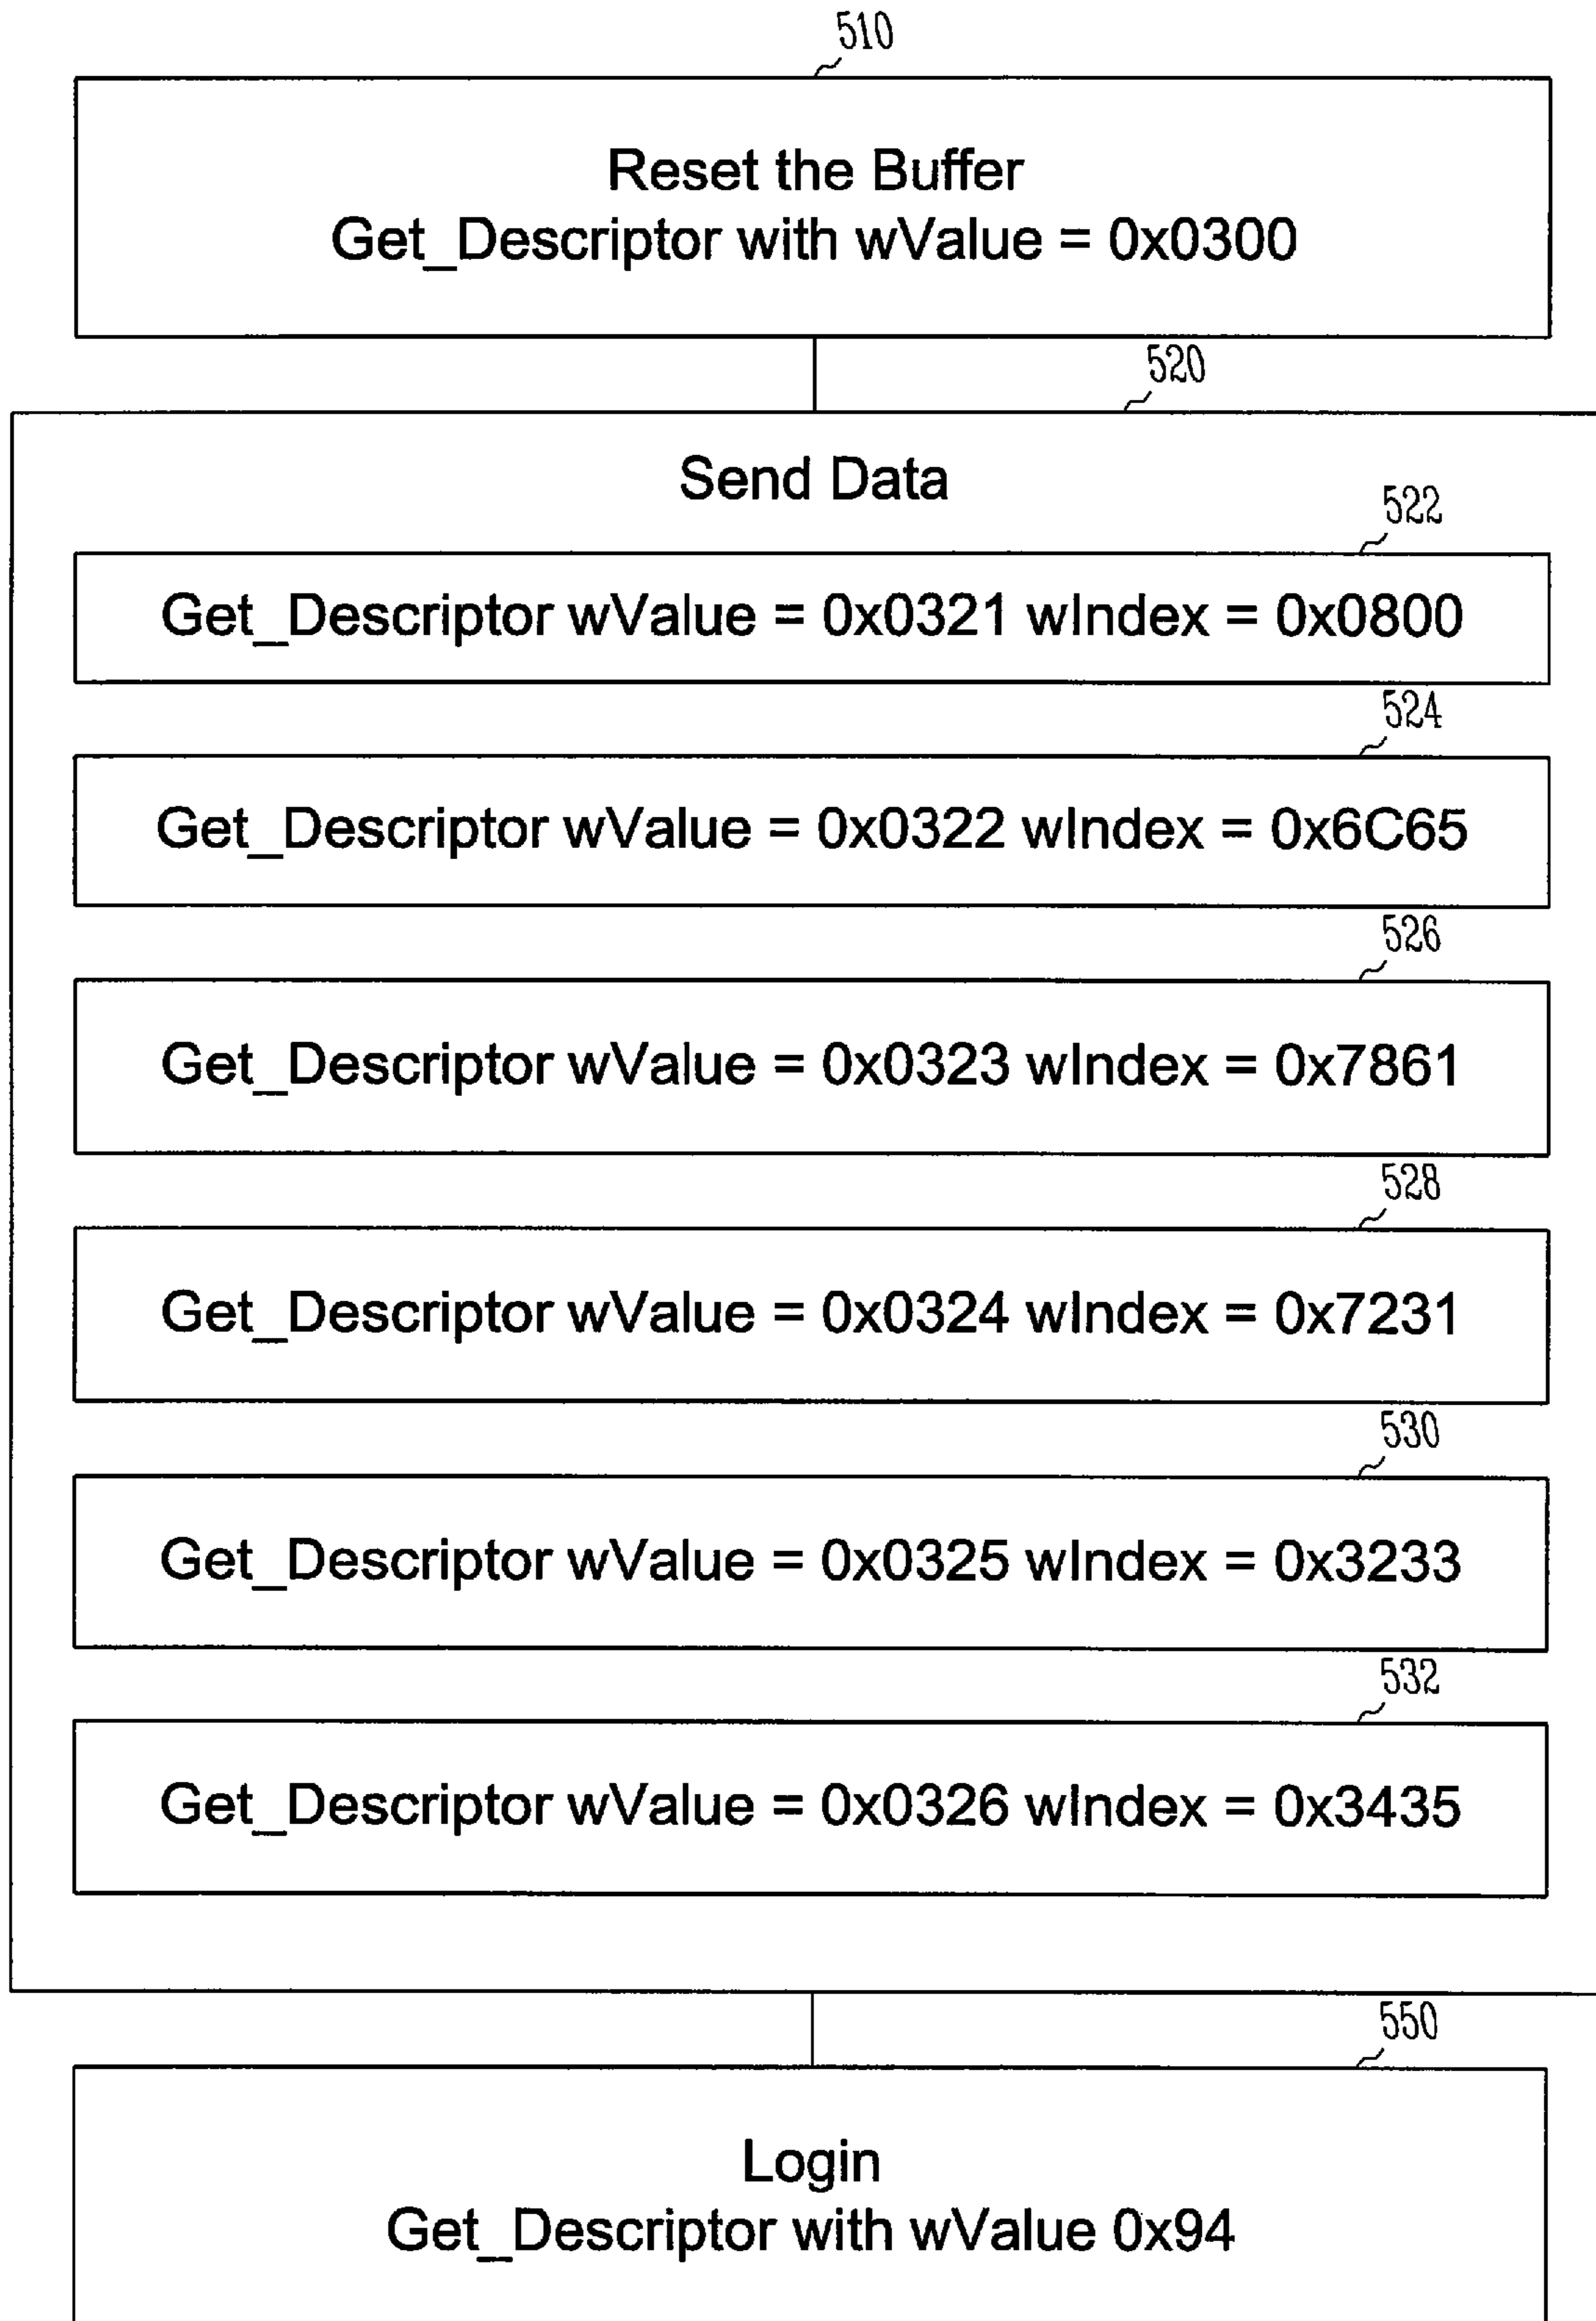 510
Reset the Buffer
Get_Descriptor with wValue = 0x0300
520
Send Data
522
Get_Descriptor wValue = 0x0321 wIndex = 0x0800
524
Get_Descriptor wValue = 0x0322 wIndex = 0x6C65
526
Get_Descriptor wValue = 0x0323 wIndex = 0x7861
528
Get_Descriptor wValue = 0x0324 wIndex = 0x7231
530
Get_Descriptor wValue = 0x0325 wIndex = 0x3233
532
Get_Descriptor wValue = 0x0326 wIndex = 0x3435
550
Login
Get_Descriptor with wValue 0x94